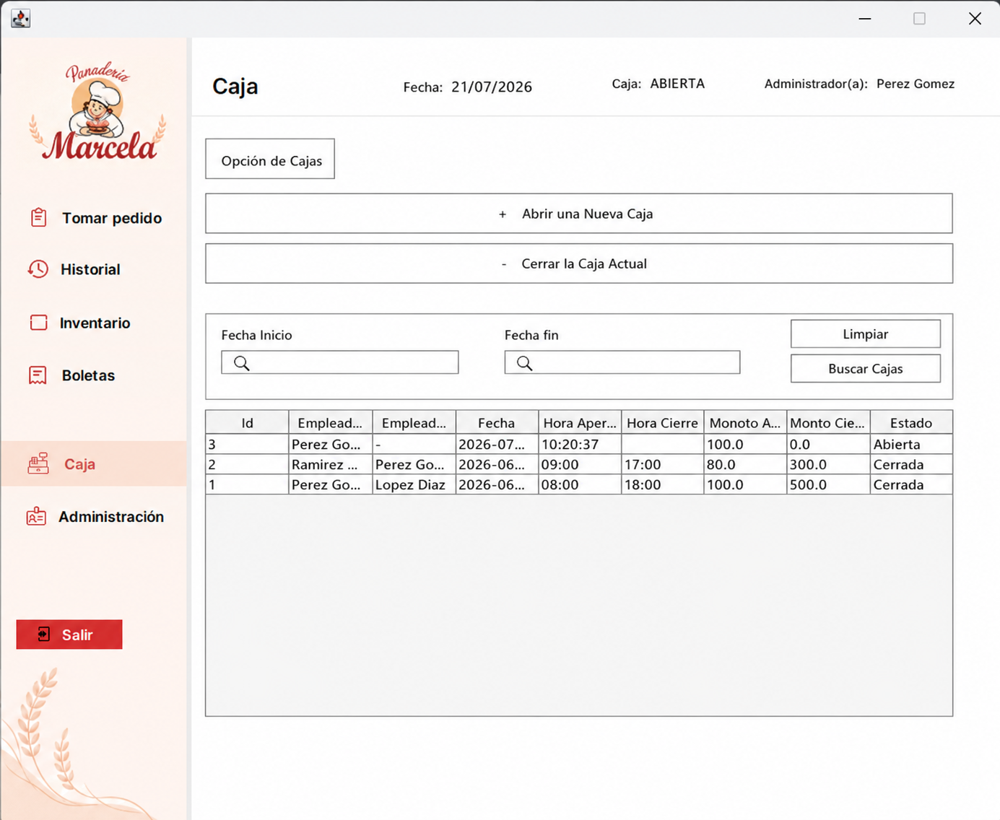 Panadería
Marcela
Tomar pedido
Historial
Inventario
Boletas
Caja
Administración
Salir
Caja
Fecha: 21/07/2026
Caja: ABIERTA
Administrador(a): Perez Gomez
Opción de Cajas
+ Abrir una Nueva Caja
- Cerrar la Caja Actual
Fecha Inicio
Fecha fin
Limpiar
Buscar Cajas
Id Emplead... Emplead... Fecha Hora Aper... Hora Cierre Monoto A... Monto Cie... Estado
3 Perez Go... - 2026-07... 10:20:37 100.0 0.0 Abierta
2 Ramirez ... Perez Go... 2026-06... 09:00 17:00 80.0 300.0 Cerrada
1 Perez Go... Lopez Diaz 2026-06... 08:00 18:00 100.0 500.0 Cerrada